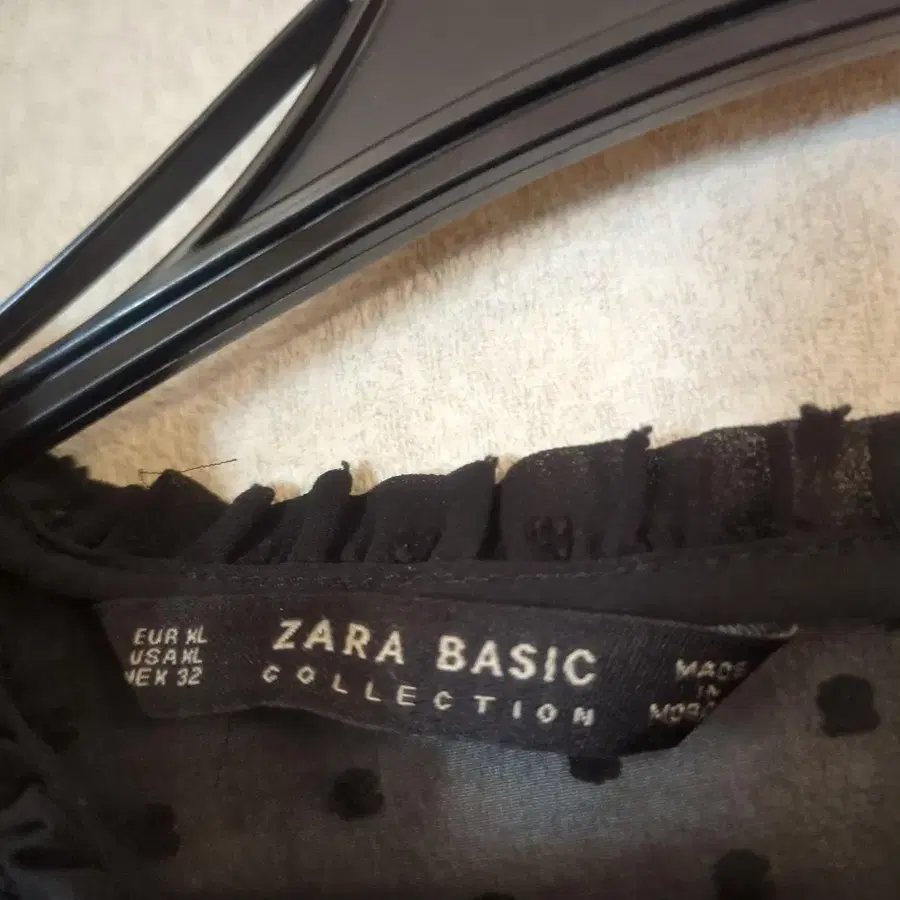 EUR XL
USA XL
MEX 32
ZARA BASIC
COLLECTION
MADE
IN